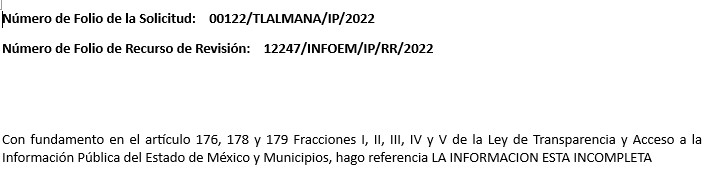 Número de Folio de la Solicitud: 00122/TLALMANA/IP/2022
Número de Folio de Recurso de Revisión: 12247/INFOEM/IP/RR/2022
Con fundamento en el artículo 176, 178 y 179 Fracciones I, II, III, IV y V de la Ley de Transparencia y Acceso a la
Información Pública del Estado de México y Municipios, hago referencia LA INFORMACION ESTA INCOMPLETA